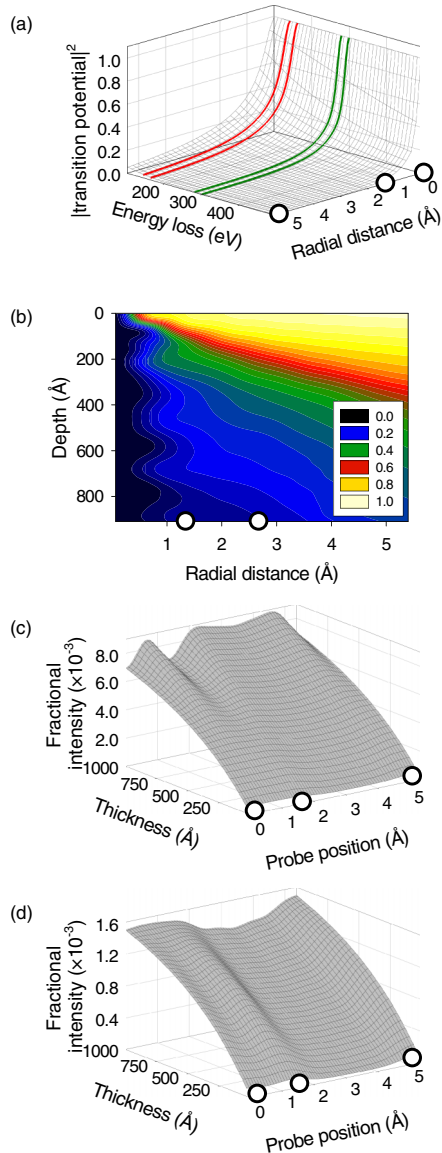 (a)
|transition potential|²
1.0
0.8
0.6
0.4
0.2
0.0
200
300
400
Energy loss (eV)
5
4
3
2
1
0
Radial distance (Å)
(b)
Depth (Å)
0
200
400
600
800
0.0
0.2
0.4
0.6
0.8
1.0
1 2 3 4 5
Radial distance (Å)
(c)
Fractional
intensity (×10⁻³)
8.0
6.0
4.0
2.0
1000
750
500
250
Thickness (Å)
0 1 2 3 4 5
Probe position (Å)
(d)
Fractional
intensity (×10⁻³)
1.6
1.2
0.8
0.4
1000
750
500
250
Thickness (Å)
0 1 2 3 4 5
Probe position (Å)